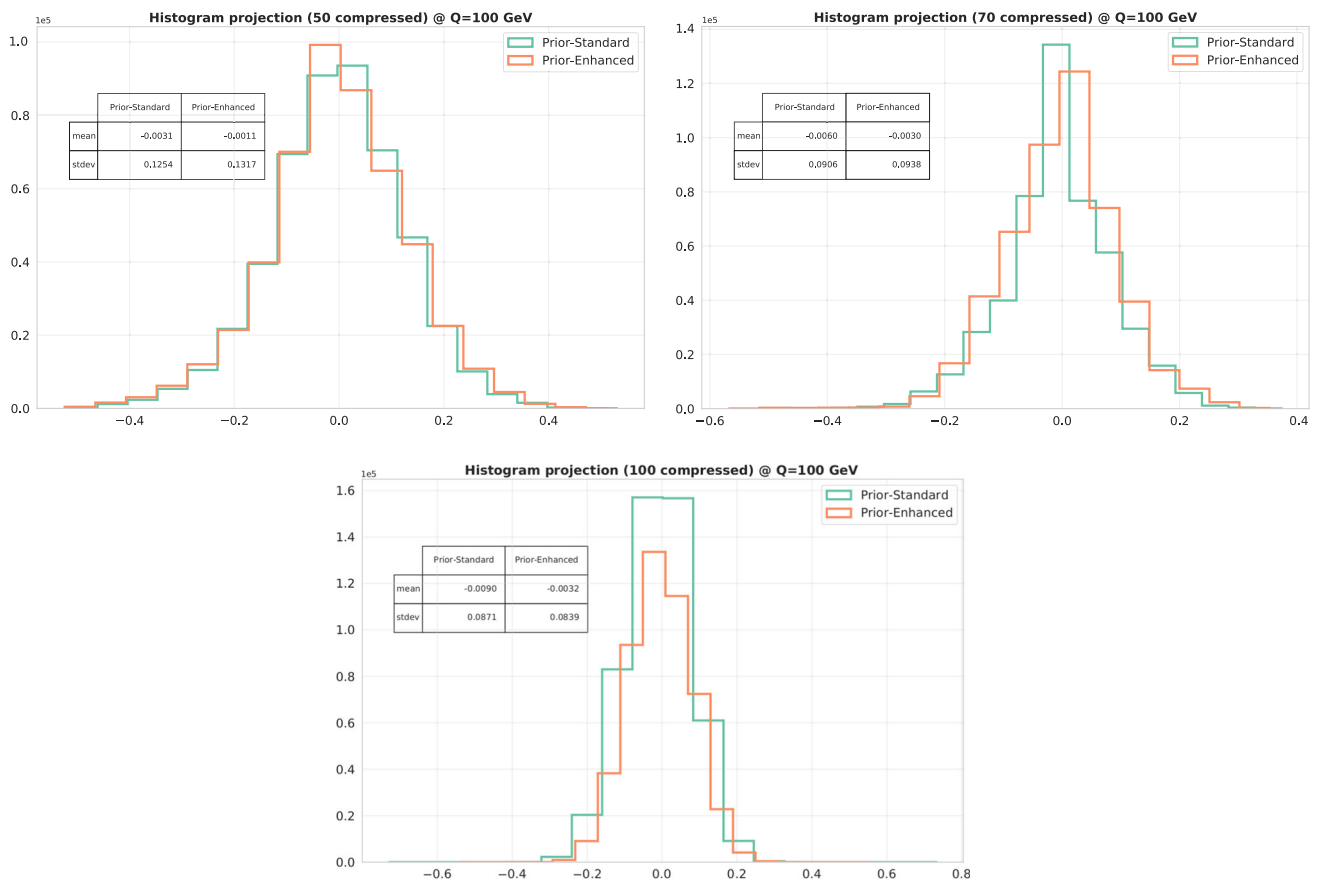 Histogram projection (50 compressed) @ Q=100 GeV
1e5
Prior-Standard
Prior-Enhanced
Prior-Standard Prior-Enhanced
mean -0.0031 -0.0011
stdev 0.1254 0.1317
1.0
0.8
0.6
0.4
0.2
0.0
−0.4 −0.2 0.0 0.2 0.4
Histogram projection (70 compressed) @ Q=100 GeV
1e5
Prior-Standard
Prior-Enhanced
Prior-Standard Prior-Enhanced
mean -0.0060 -0.0030
stdev 0.0906 0.0938
1.4
1.2
1.0
0.8
0.6
0.4
0.2
0.0
−0.6 −0.4 −0.2 0.0 0.2 0.4
Histogram projection (100 compressed) @ Q=100 GeV
1e5
Prior-Standard
Prior-Enhanced
Prior-Standard Prior-Enhanced
mean -0.0090 -0.0032
stdev 0.0871 0.0839
1.6
1.4
1.2
1.0
0.8
0.6
0.4
0.2
0.0
−0.6 −0.4 −0.2 0.0 0.2 0.4 0.6 0.8